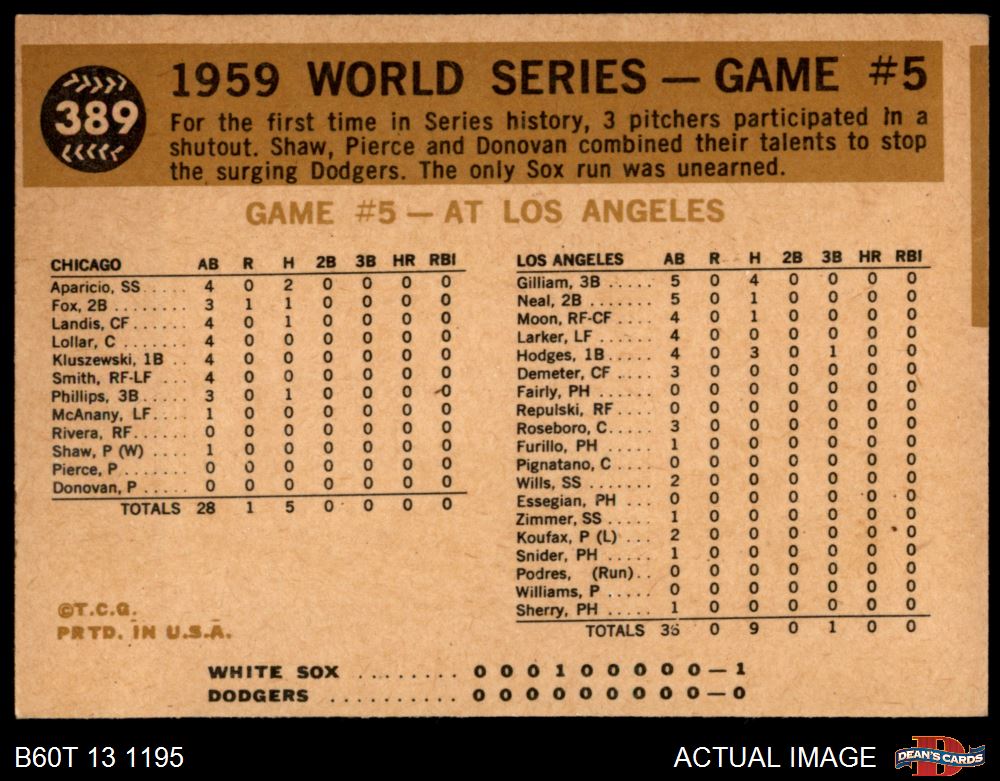 389
1959 WORLD SERIES — GAME #5
For the first time in Series history, 3 pitchers participated in a
shutout. Shaw, Pierce and Donovan combined their talents to stop
the surging Dodgers. The only Sox run was unearned.
GAME #5 — AT LOS ANGELES
CHICAGO AB R H 2B 3B HR RBI
Aparicio, SS..... 4 0 2 0 0 0 0
Fox, 2B........ 3 1 1 0 0 0 0
Landis, CF..... 4 0 1 0 0 0 0
Lollar, C...... 4 0 0 0 0 0 0
Kluszewski, 1B .. 4 0 0 0 0 0 0
Smith, RF-LF ... 4 0 0 0 0 0 0
Phillips, 3B..... 3 0 1 0 0 0 0
McAnany, LF.... 1 0 0 0 0 0 0
Rivera, RF...... 0 0 0 0 0 0 0
Shaw, P (W) .... 1 0 0 0 0 0 0
Pierce, P........ 0 0 0 0 0 0 0
Donovan, P ..... 0 0 0 0 0 0 0
TOTALS 28 1 5 0 0 0 0
LOS ANGELES AB R H 2B 3B HR RBI
Gilliam, 3B ..... 5 0 4 0 0 0 0
Neal, 2B........ 5 0 1 0 0 0 0
Moon, RF-CF .... 4 0 1 0 0 0 0
Larker, LF ..... 4 0 0 0 0 0 0
Hodges, 1B..... 4 0 3 0 1 0 0
Demeter, CF.... 3 0 0 0 0 0 0
Fairly, PH ..... 0 0 0 0 0 0 0
Repulski, RF.... 0 0 0 0 0 0 0
Roseboro, C..... 3 0 0 0 0 0 0
Furillo, PH ..... 1 0 0 0 0 0 0
Pignatano, C .... 0 0 0 0 0 0 0
Wills, SS ....... 2 0 0 0 0 0 0
Essegian, PH .... 0 0 0 0 0 0 0
Zimmer, SS ..... 1 0 0 0 0 0 0
Koufax, P (L) ... 2 0 0 0 0 0 0
Snider, PH ..... 1 0 0 0 0 0 0
Podres, (Run).. 0 0 0 0 0 0 0
Williams, P ..... 0 0 0 0 0 0 0
Sherry, PH ..... 1 0 0 0 0 0 0
TOTALS 36 0 9 0 1 0 0
©T.C.G.
PRTD. IN U.S.A.
WHITE SOX ........ 0 0 0 1 0 0 0 0 0 — 1
DODGERS ......... 0 0 0 0 0 0 0 0 0 — 0
B60T 13 1195
ACTUAL IMAGE
D
DEAN'S CARDS